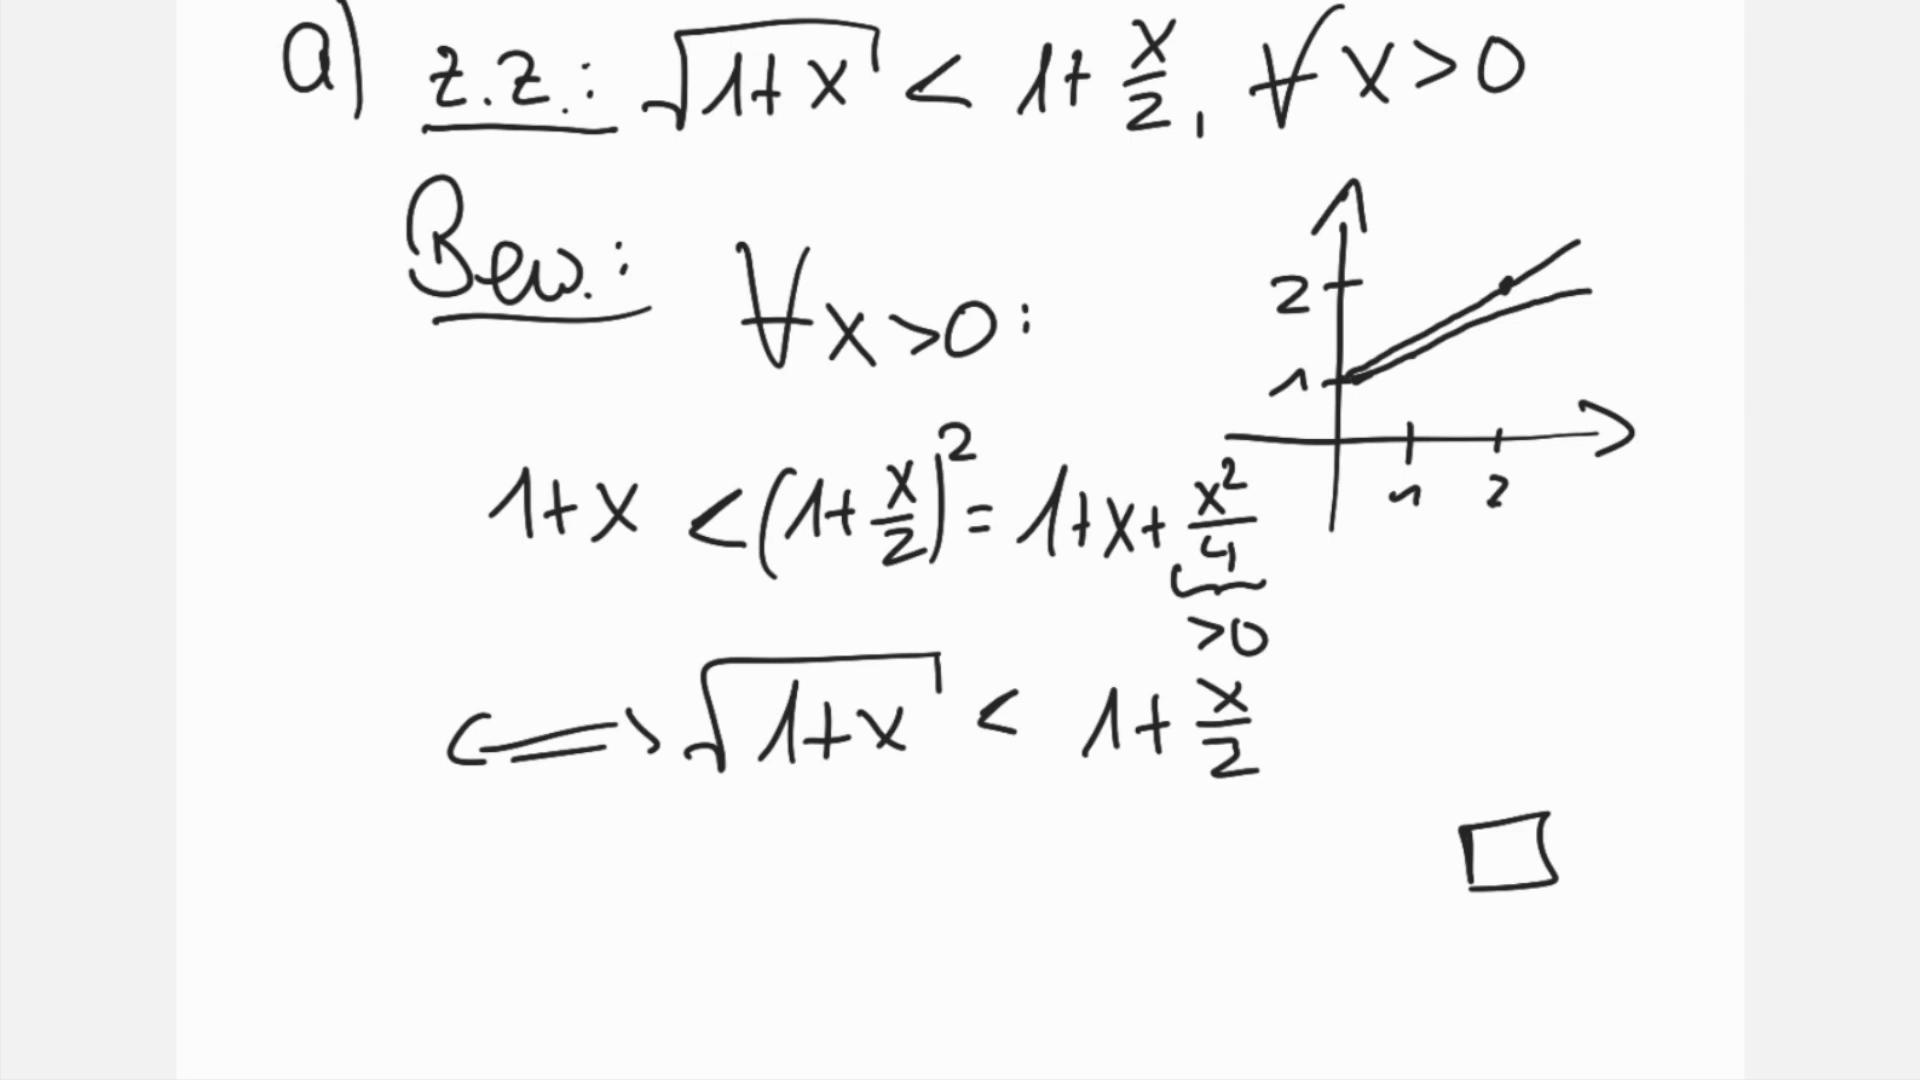 a) z.z.: √(1+x) < 1+x/2, ∀x>0
Bew.: ∀x>0:
2
1
1 2
1+x < (1+x/2)² = 1+x+x²/4
>0
⟺ √(1+x) < 1+x/2
□